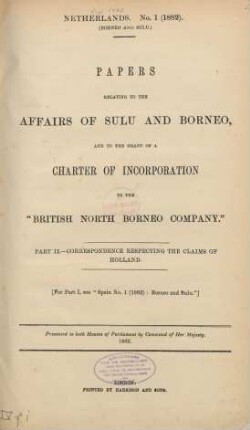 NETHERLANDS. No. 1 (1882).
(BORNEO AND SULU.)
PAPERS
RELATING TO THE
AFFAIRS OF SULU AND BORNEO,
AND TO THE GRANT OF A
CHARTER OF INCORPORATION
TO THE
"BRITISH NORTH BORNEO COMPANY."
PART II.—CORRESPONDENCE RESPECTING THE CLAIMS OF
HOLLAND.
[For Part I, see "Spain No. 1 (1882): Borneo and Sulu."]
Presented to both Houses of Parliament by Command of Her Majesty.
1882.
LONDON:
PRINTED BY HARRISON AND SONS.